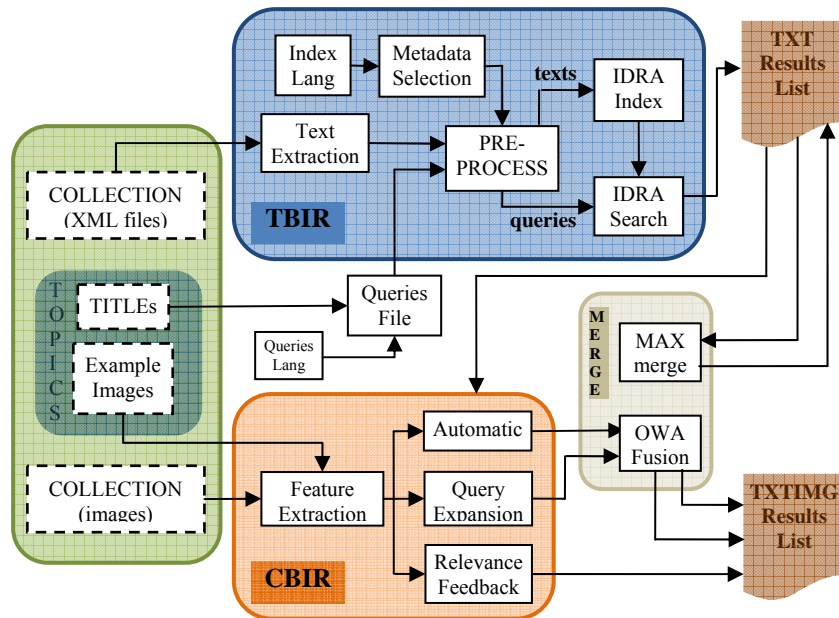 Index
Lang
Metadata
Selection
texts
IDRA
Index
TXT
Results
List
Text
Extraction
PRE-
PROCESS
COLLECTION
(XML files)
TBIR
queries
IDRA
Search
TOPICS
TITLEs
Queries
File
Queries
Lang
Example
Images
MERGE
MAX
merge
Automatic
OWA
Fusion
COLLECTION
(images)
Feature
Extraction
Query
Expansion
TXTIMG
Results
List
CBIR
Relevance
Feedback